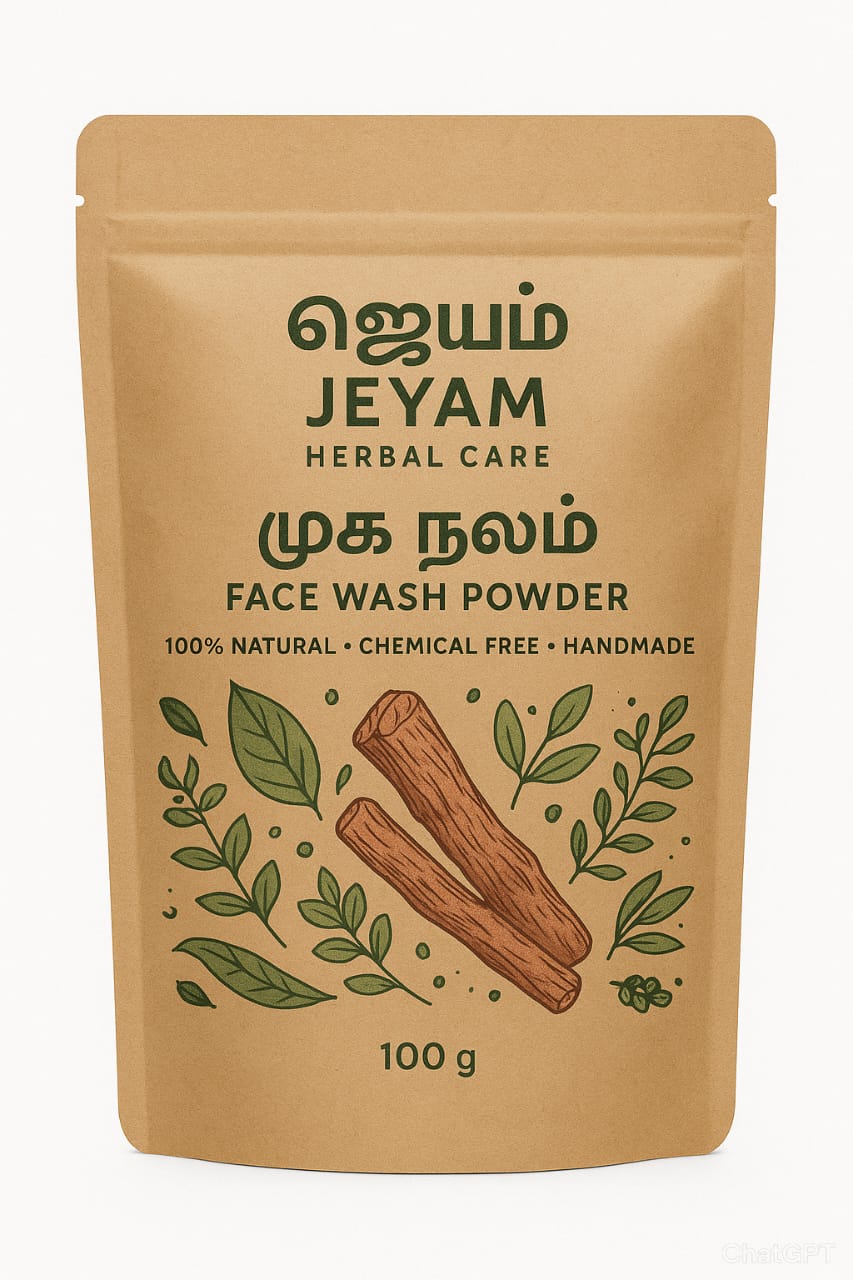 ஜெயம்
JEYAM
HERBAL CARE
முக நலம்
FACE WASH POWDER
100% NATURAL • CHEMICAL FREE • HANDMADE
100 g
ChatGPT